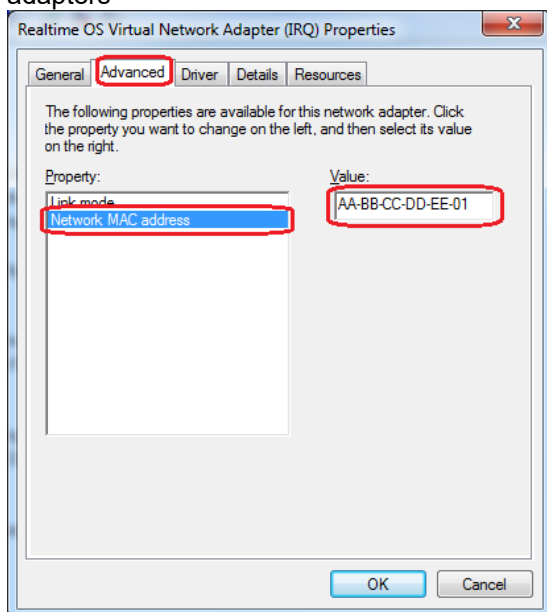 adapters
Realtime OS Virtual Network Adapter (IRQ) Properties
General Advanced Driver Details Resources
The following properties are available for this network adapter. Click
the property you want to change on the left, and then select its value
on the right.
Property: Value:
Link mode AA-BB-CC-DD-EE-01
Network MAC address
OK Cancel